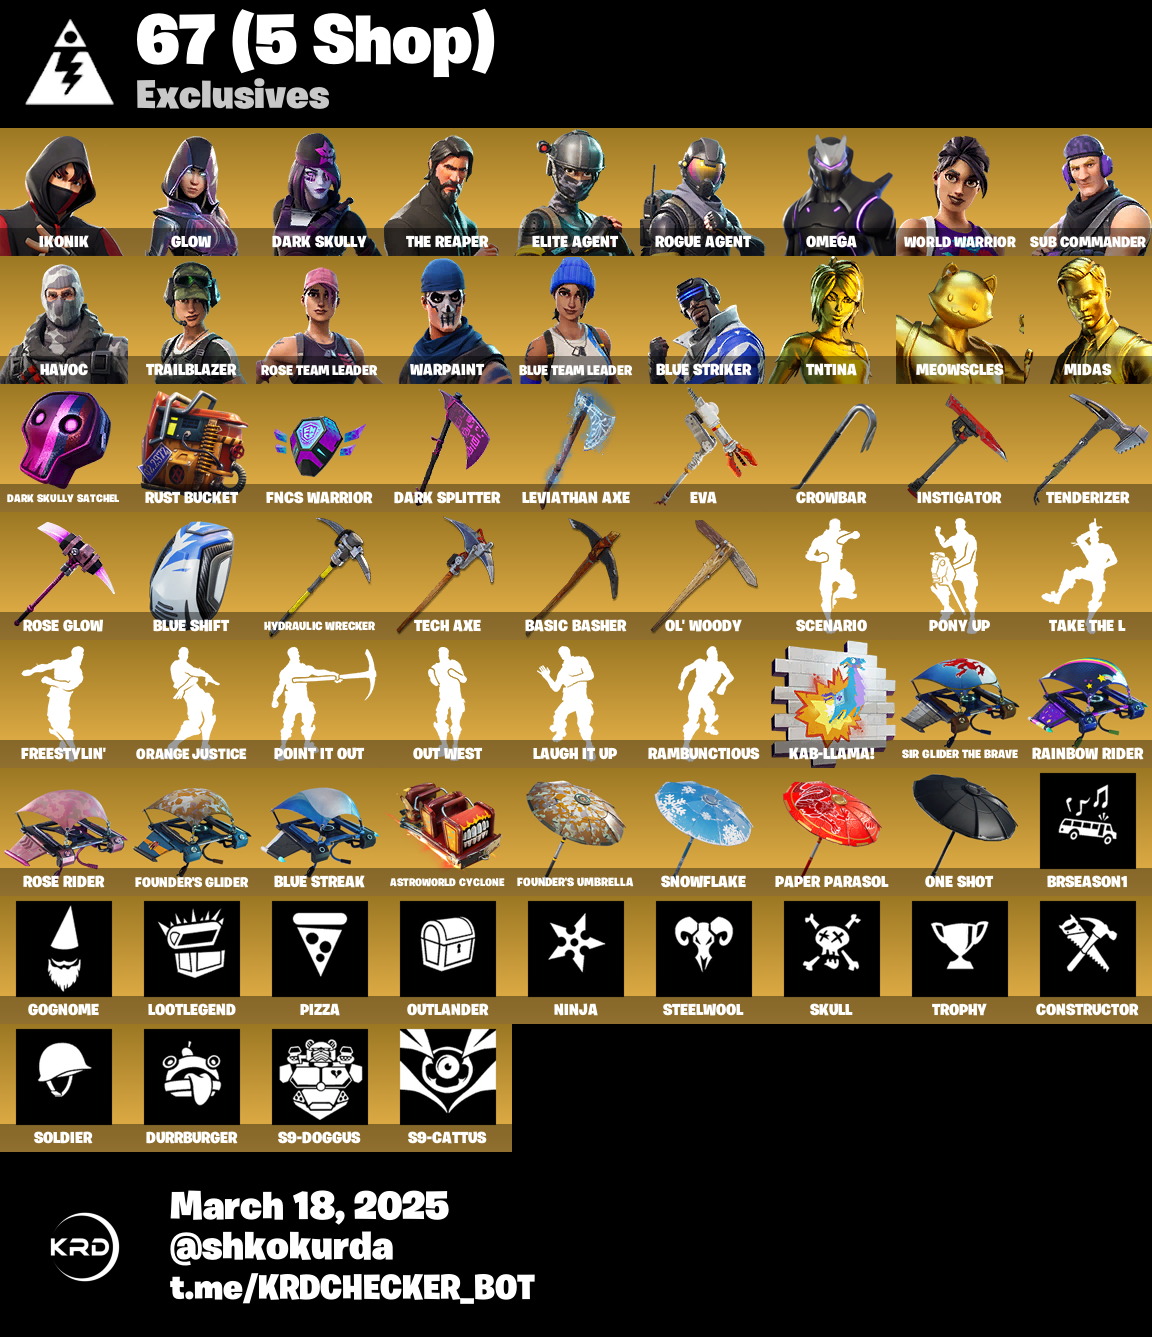 67 (5 Shop)
Exclusives
IKONIK
GLOW
DARK SKULLY
THE REAPER
ELITE AGENT
ROGUE AGENT
OMEGA
WORLD WARRIOR
SUB COMMANDER
HAVOC
TRAILBLAZER
ROSE TEAM LEADER
WARPAINT
BLUE TEAM LEADER
BLUE STRIKER
TNTINA
MEOWSCLES
MIDAS
DARK SKULLY SATCHEL
RUST BUCKET
FNCS WARRIOR
DARK SPLITTER
LEVIATHAN AXE
EVA
CROWBAR
INSTIGATOR
TENDERIZER
ROSE GLOW
BLUE SHIFT
HYDRAULIC WRECKER
TECH AXE
BASIC BASHER
OL' WOODY
SCENARIO
PONY UP
TAKE THE L
FREESTYLIN'
ORANGE JUSTICE
POINT IT OUT
OUT WEST
LAUGH IT UP
RAMBUNCTIOUS
KAB-LLAMA!
SIR GLIDER THE BRAVE
RAINBOW RIDER
ROSE RIDER
FOUNDER'S GLIDER
BLUE STREAK
ASTROWORLD CYCLONE
FOUNDER'S UMBRELLA
SNOWFLAKE
PAPER PARASOL
ONE SHOT
BRSEASON1
GOGNOME
LOOTLEGEND
PIZZA
OUTLANDER
NINJA
STEELWOOL
SKULL
TROPHY
CONSTRUCTOR
SOLDIER
DURRBURGER
S9-DOGGUS
S9-CATTUS
KRD
March 18, 2025
@shkokurda
t.me/KRDCHECKER_BOT